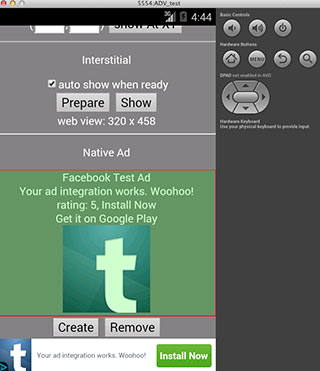 5554:ADV_test
3G 4:44
Show At XY
Interstitial
auto show when ready
Prepare Show
web view: 320 x 458
Native Ad
Facebook Test Ad
Your ad integration works. Woohoo!
rating: 5, Install Now
Get it on Google Play
t
Create Remove
Your ad integration works. Woohoo! Install Now
Basic Controls
Hardware Buttons
MENU
DPAD not enabled in AVD
Hardware Keyboard
Use your physical keyboard to provide input